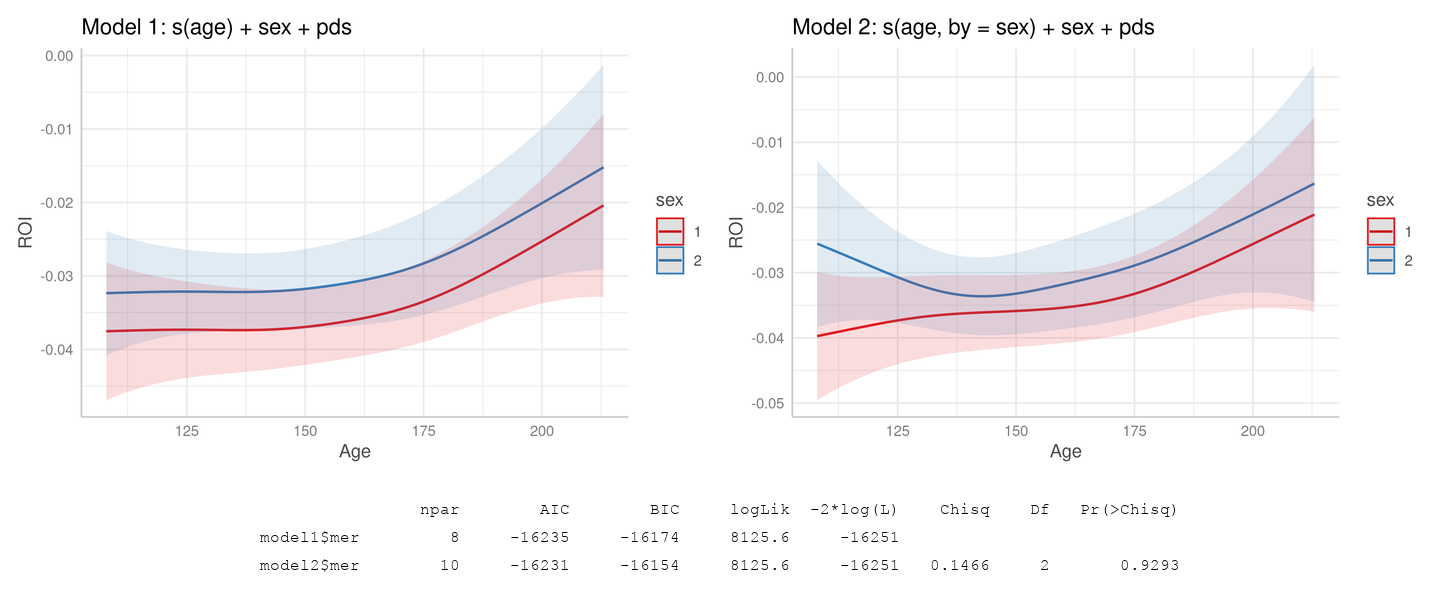 Model 1: s(age) + sex + pds
0.00
-0.01
-0.02
-0.03
-0.04
ROI
125 150 175 200
Age
sex
1
2
Model 2: s(age, by = sex) + sex + pds
0.00
-0.01
-0.02
-0.03
-0.04
-0.05
ROI
125 150 175 200
Age
sex
1
2
npar AIC BIC logLik -2*log(L) Chisq Df Pr(>Chisq)
model1$mer 8 -16235 -16174 8125.6 -16251
model2$mer 10 -16231 -16154 8125.6 -16251 0.1466 2 0.9293